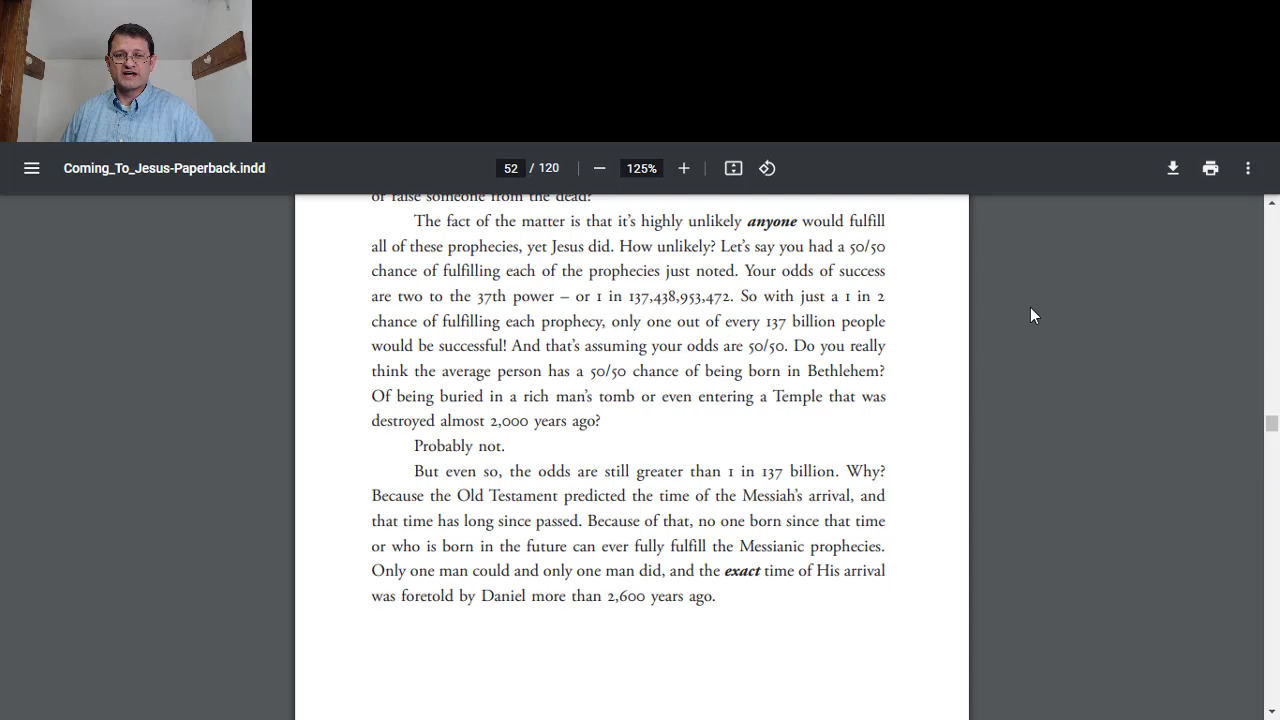 Coming_To_Jesus-Paperback.indd
52 / 120
125%
or raise someone from the dead?
The fact of the matter is that it's highly unlikely anyone would fulfill
all of these prophecies, yet Jesus did. How unlikely? Let's say you had a 50/50
chance of fulfilling each of the prophecies just noted. Your odds of success
are two to the 37th power – or 1 in 137,438,953,472. So with just a 1 in 2
chance of fulfilling each prophecy, only one out of every 137 billion people
would be successful! And that's assuming your odds are 50/50. Do you really
think the average person has a 50/50 chance of being born in Bethlehem?
Of being buried in a rich man's tomb or even entering a Temple that was
destroyed almost 2,000 years ago?
Probably not.
But even so, the odds are still greater than 1 in 137 billion. Why?
Because the Old Testament predicted the time of the Messiah's arrival, and
that time has long since passed. Because of that, no one born since that time
or who is born in the future can ever fully fulfill the Messianic prophecies.
Only one man could and only one man did, and the exact time of His arrival
was foretold by Daniel more than 2,600 years ago.